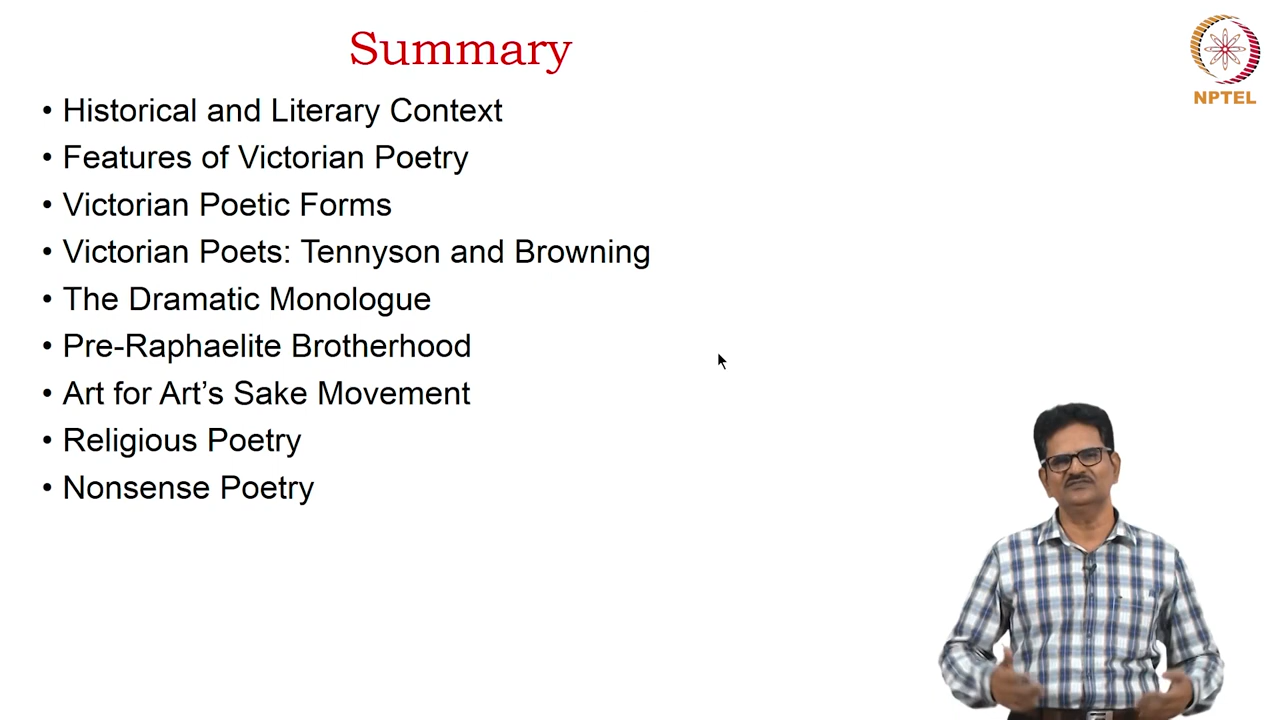 Summary
NPTEL
• Historical and Literary Context
• Features of Victorian Poetry
• Victorian Poetic Forms
• Victorian Poets: Tennyson and Browning
• The Dramatic Monologue
• Pre-Raphaelite Brotherhood
• Art for Art’s Sake Movement
• Religious Poetry
• Nonsense Poetry